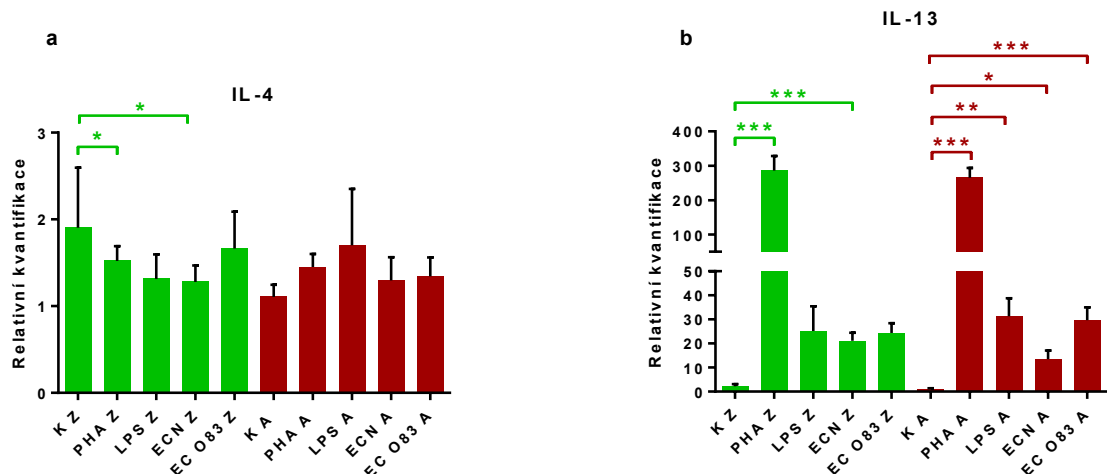 a
IL-4
*
*
3
2
1
0
Relativní kvantifikace
K Z
PHA Z
LPS Z
ECN Z
EC O83 Z
K A
PHA A
LPS A
ECN A
EC O83 A
b
IL-13
***
*
***
**
***
***
400
300
200
100
50
40
30
20
10
0
Relativní kvantifikace
K Z
PHA Z
LPS Z
ECN Z
EC O83 Z
K A
PHA A
LPS A
ECN A
EC O83 A